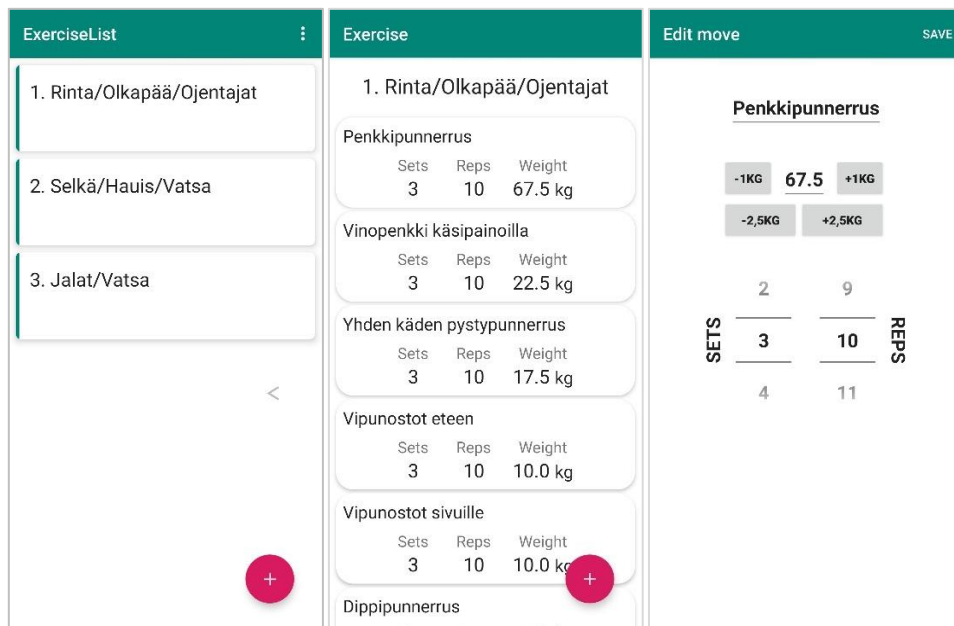 ExerciseList
1. Rinta/Olkapää/Ojentajat
2. Selkä/Hauis/Vatsa
3. Jalat/Vatsa
<
+
Exercise
1. Rinta/Olkapää/Ojentajat
Penkkipunnerrus
Sets Reps Weight
3 10 67.5 kg
Vinopenkki käsipainoilla
Sets Reps Weight
3 10 22.5 kg
Yhden käden pystypunnerrus
Sets Reps Weight
3 10 17.5 kg
Vipunostot eteen
Sets Reps Weight
3 10 10.0 kg
Vipunostot sivuille
Sets Reps Weight
3 10 10.0 kg
+
Dippipunnerrus
Edit move SAVE
Penkkipunnerrus
-1KG 67.5 +1KG
-2,5KG +2,5KG
2 9
SETS 3 10 REPS
4 11